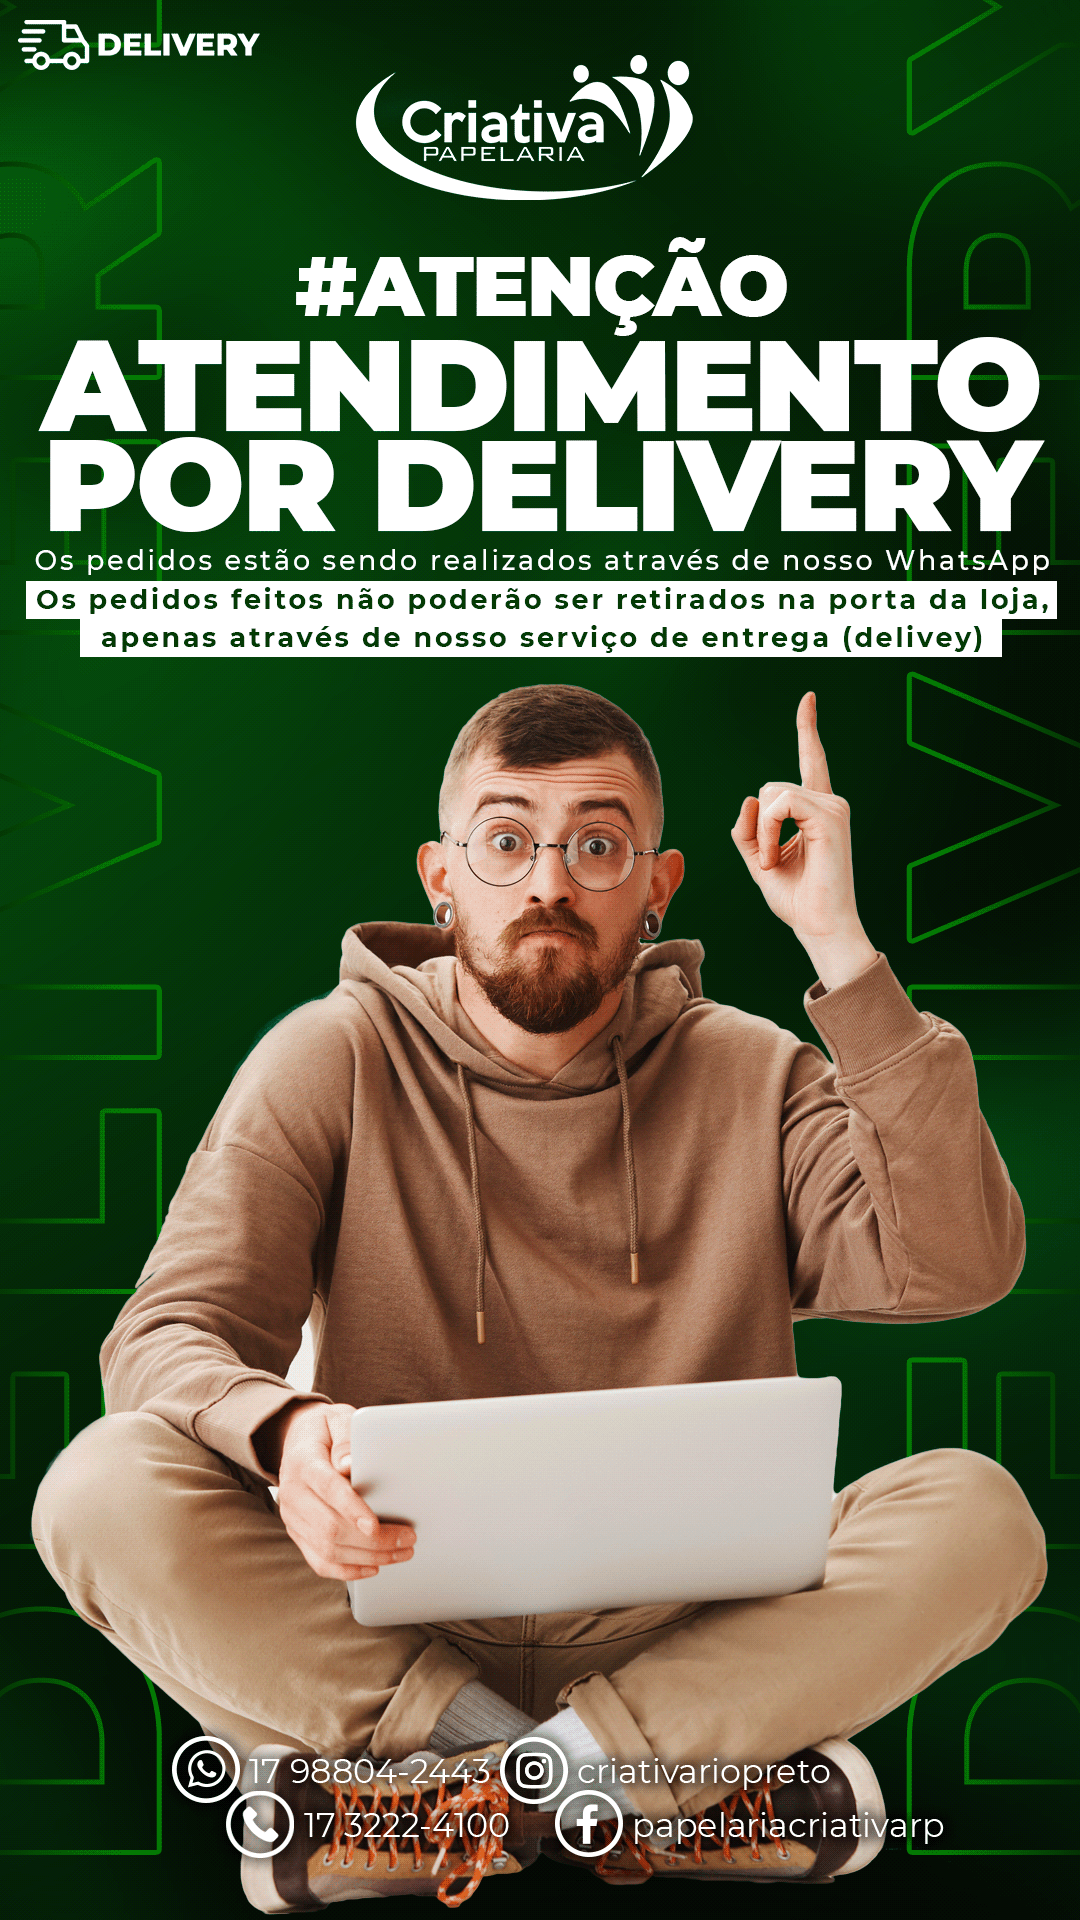 DELIVERY
Criativa
PAPELARIA
#ATENÇÃO
ATENDIMENTO
POR DELIVERY
Os pedidos estão sendo realizados através de nosso WhatsApp
Os pedidos feitos não poderão ser retirados na porta da loja,
apenas através de nosso serviço de entrega (delivey)
17 98804-2443 criativariopreto
17 3222-4100 papelariacriativarp
DELIVERY
DELIVERY